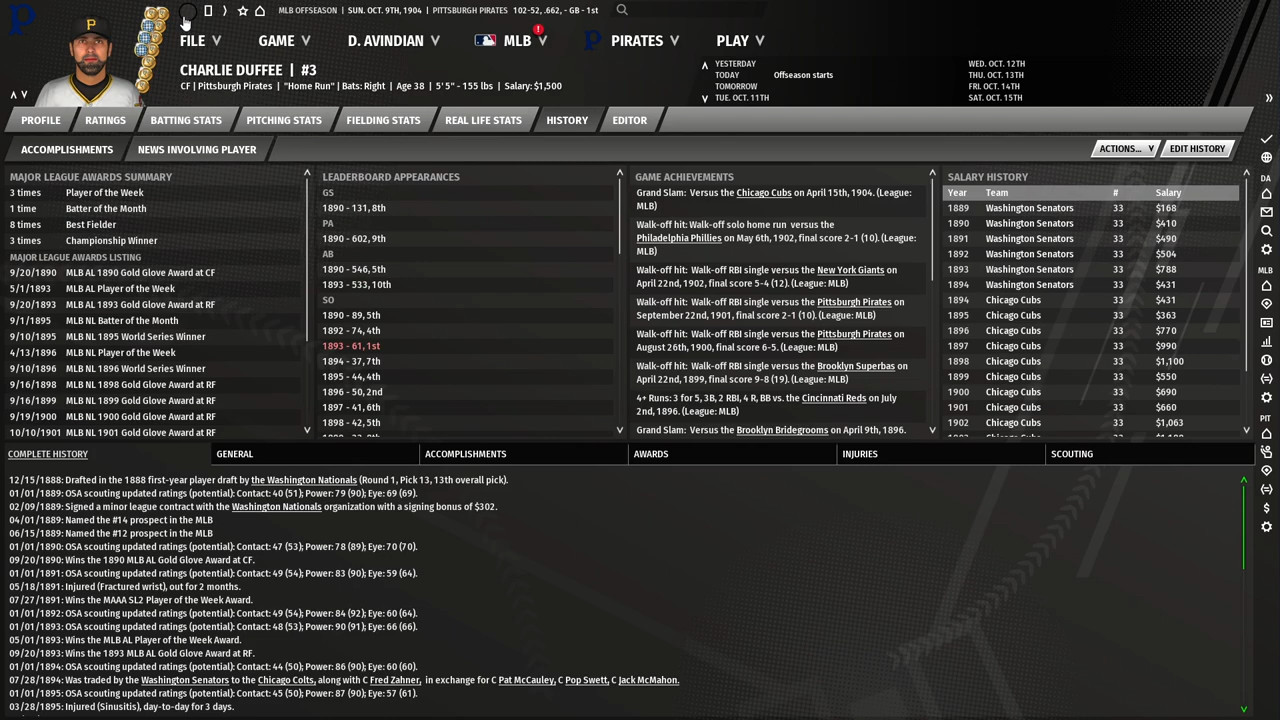 MLB OFFSEASON | SUN. OCT. 9TH, 1904 | PITTSBURGH PIRATES 102-52, .662, - GB - 1st
FILE GAME D. AVINDIAN MLB PIRATES PLAY
CHARLIE DUFFEE | #3
CF | Pittsburgh Pirates | "Home Run" | Bats: Right | Age 38 | 5' 5" - 155 lbs | Salary: $1,500
YESTERDAY
TODAY Offseason starts
TOMORROW
TUE. OCT. 11TH
WED. OCT. 12TH
THU. OCT. 13TH
FRI. OCT. 14TH
SAT. OCT. 15TH
PROFILE RATINGS BATTING STATS PITCHING STATS FIELDING STATS REAL LIFE STATS HISTORY EDITOR
ACCOMPLISHMENTS NEWS INVOLVING PLAYER ACTIONS... EDIT HISTORY
MAJOR LEAGUE AWARDS SUMMARY
3 times Player of the Week
1 time Batter of the Month
8 times Best Fielder
3 times Championship Winner
MAJOR LEAGUE AWARDS LISTING
9/20/1890 MLB AL 1890 Gold Glove Award at CF
5/1/1893 MLB AL Player of the Week
9/20/1893 MLB AL 1893 Gold Glove Award at RF
9/1/1895 MLB NL Batter of the Month
9/10/1895 MLB NL 1895 World Series Winner
4/13/1896 MLB NL Player of the Week
9/10/1896 MLB NL 1896 World Series Winner
9/16/1898 MLB NL 1898 Gold Glove Award at RF
9/16/1899 MLB NL 1899 Gold Glove Award at RF
9/19/1900 MLB NL 1900 Gold Glove Award at RF
10/10/1901 MLB NL 1901 Gold Glove Award at RF
LEADERBOARD APPEARANCES
GS
1890 - 131, 8th
PA
1890 - 602, 9th
AB
1890 - 546, 5th
1893 - 533, 10th
SO
1890 - 89, 5th
1892 - 74, 4th
1893 - 61, 1st
1894 - 37, 7th
1895 - 44, 4th
1896 - 50, 2nd
1897 - 41, 6th
1898 - 42, 5th
GAME ACHIEVEMENTS
Grand Slam: Versus the Chicago Cubs on April 15th, 1904. (League:
MLB)
Walk-off hit: Walk-off solo home run versus the
Philadelphia Phillies on May 6th, 1902, final score 2-1 (10). (League:
MLB)
Walk-off hit: Walk-off RBI single versus the New York Giants on
April 22nd, 1902, final score 5-4 (12). (League: MLB)
Walk-off hit: Walk-off RBI single versus the Pittsburgh Pirates on
September 22nd, 1901, final score 2-1 (10). (League: MLB)
Walk-off hit: Walk-off RBI single versus the Pittsburgh Pirates on
August 26th, 1900, final score 6-5. (League: MLB)
Walk-off hit: Walk-off RBI single versus the Brooklyn Superbas on
April 22nd, 1899, final score 9-8 (19). (League: MLB)
4+ Runs: 3 for 5, 3B, 2 RBI, 4 R, BB vs. the Cincinnati Reds on July
2nd, 1896. (League: MLB)
Grand Slam: Versus the Brooklyn Bridegrooms on April 9th, 1896.
SALARY HISTORY
Year Team # Salary
1889 Washington Senators 33 $168
1890 Washington Senators 33 $410
1891 Washington Senators 33 $490
1892 Washington Senators 33 $504
1893 Washington Senators 33 $788
1894 Washington Senators 33 $431
1894 Chicago Cubs 33 $431
1895 Chicago Cubs 33 $363
1896 Chicago Cubs 33 $770
1897 Chicago Cubs 33 $990
1898 Chicago Cubs 33 $1,100
1899 Chicago Cubs 33 $550
1900 Chicago Cubs 33 $690
1901 Chicago Cubs 33 $660
1902 Chicago Cubs 33 $1,063
COMPLETE HISTORY GENERAL ACCOMPLISHMENTS AWARDS INJURIES SCOUTING
12/15/1888: Drafted in the 1888 first-year player draft by the Washington Nationals (Round 1, Pick 13, 13th overall pick).
01/01/1889: OSA scouting updated ratings (potential): Contact: 40 (51); Power: 79 (90); Eye: 69 (69).
02/09/1889: Signed a minor league contract with the Washington Nationals organization with a signing bonus of $302.
04/01/1889: Named the #14 prospect in the MLB
06/15/1889: Named the #12 prospect in the MLB
01/01/1890: OSA scouting updated ratings (potential): Contact: 47 (53); Power: 78 (89); Eye: 70 (70).
09/20/1890: Wins the 1890 MLB AL Gold Glove Award at CF.
01/01/1891: OSA scouting updated ratings (potential): Contact: 49 (54); Power: 83 (90); Eye: 59 (64).
05/18/1891: Injured (Fractured wrist), out for 2 months.
07/27/1891: Wins the MAAA SL2 Player of the Week Award.
01/01/1892: OSA scouting updated ratings (potential): Contact: 49 (54); Power: 84 (92); Eye: 60 (64).
01/01/1893: OSA scouting updated ratings (potential): Contact: 48 (53); Power: 90 (91); Eye: 66 (66).
05/01/1893: Wins the MLB AL Player of the Week Award.
09/20/1893: Wins the 1893 MLB AL Gold Glove Award at RF.
01/01/1894: OSA scouting updated ratings (potential): Contact: 44 (50); Power: 86 (90); Eye: 60 (60).
07/28/1894: Was traded by the Washington Senators to the Chicago Colts, along with C Fred Zahner, in exchange for C Pat McCauley, C Pop Swett, C Jack McMahon.
01/01/1895: OSA scouting updated ratings (potential): Contact: 45 (50); Power: 87 (90); Eye: 57 (61).
03/28/1895: Injured (Sinusitis), day-to-day for 3 days.
DA
MLB
PIT